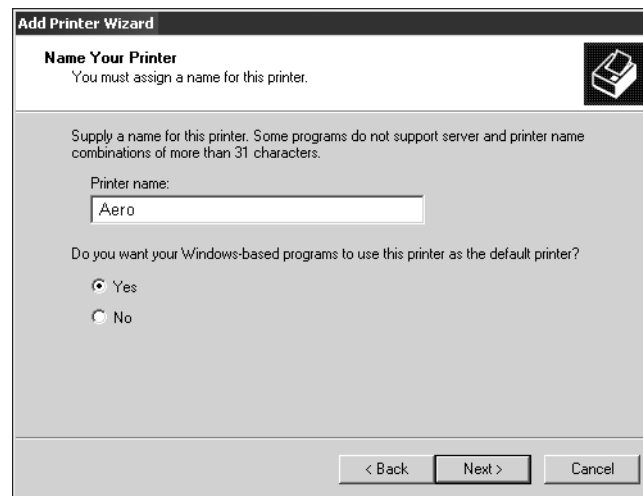 Add Printer Wizard
Name Your Printer
You must assign a name for this printer.
Supply a name for this printer. Some programs do not support server and printer name
combinations of more than 31 characters.
Printer name:
Aero
Do you want your Windows-based programs to use this printer as the default printer?
Yes
No
< Back
Next >
Cancel